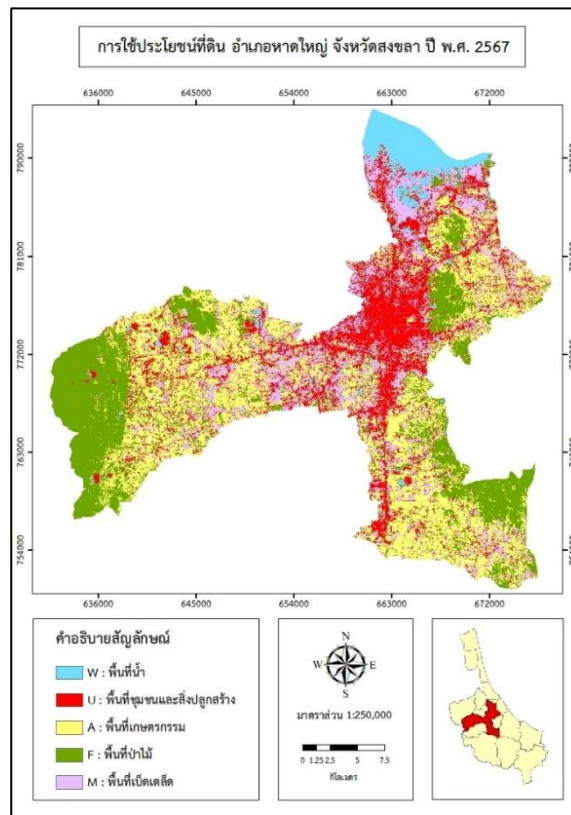 การใช้ประโยชน์ที่ดิน อำเภอหาดใหญ่ จังหวัดสงขลา ปี พ.ศ. 2567
636000 645000 654000 663000 672000
790000
781000
772000
763000
754000
636000 645000 654000 663000 672000
คำอธิบายสัญลักษณ์
W : พื้นที่น้ำ
U : พื้นที่ชุมชนและสิ่งปลูกสร้าง
A : พื้นที่เกษตรกรรม
F : พื้นที่ป่าไม้
M : พื้นที่เบ็ดเตล็ด
N
W E
S
มาตราส่วน 1:250,000
0 1.25 2.5 5 7.5
กิโลเมตร